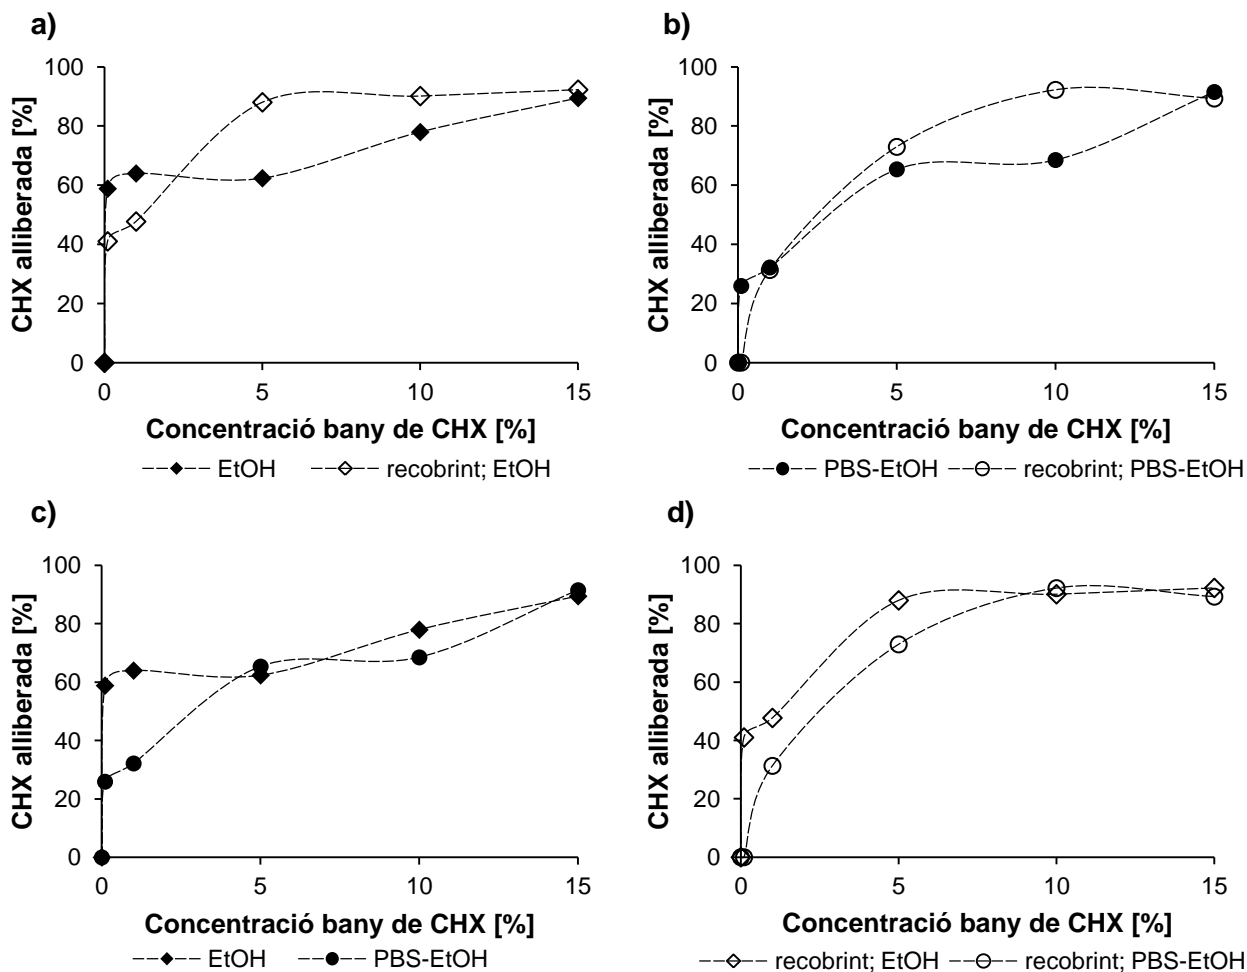 a)
CHX alliberada [%]
100
80
60
40
20
0
0 5 10 15
Concentració bany de CHX [%]
EtOH recobrint; EtOH
b)
CHX alliberada [%]
100
80
60
40
20
0
0 5 10 15
Concentració bany de CHX [%]
PBS-EtOH recobrint; PBS-EtOH
c)
CHX alliberada [%]
100
80
60
40
20
0
0 5 10 15
Concentració bany de CHX [%]
EtOH PBS-EtOH
d)
CHX alliberada [%]
100
80
60
40
20
0
0 5 10 15
Concentració bany de CHX [%]
recobrint; EtOH recobrint; PBS-EtOH